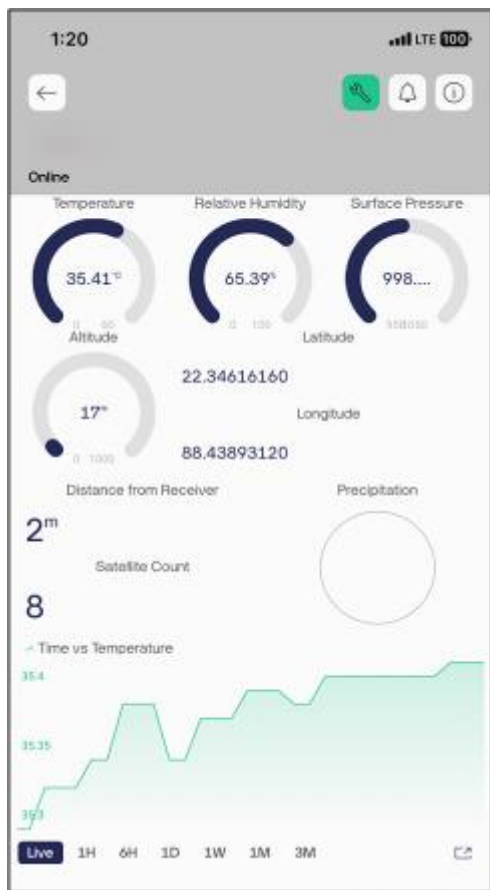 1:20 LTE 100
Online
Temperature Relative Humidity Surface Pressure
35.41°C 65.39% 998....
0 60 0 100
Altitude Latitude
22.34616160
17m
Longitude
0 1000
88.43893120
Distance from Receiver Precipitation
2m
Satellite Count
8
Time vs Temperature
35.4
35.35
35.3
Live 1H 6H 1D 1W 1M 3M